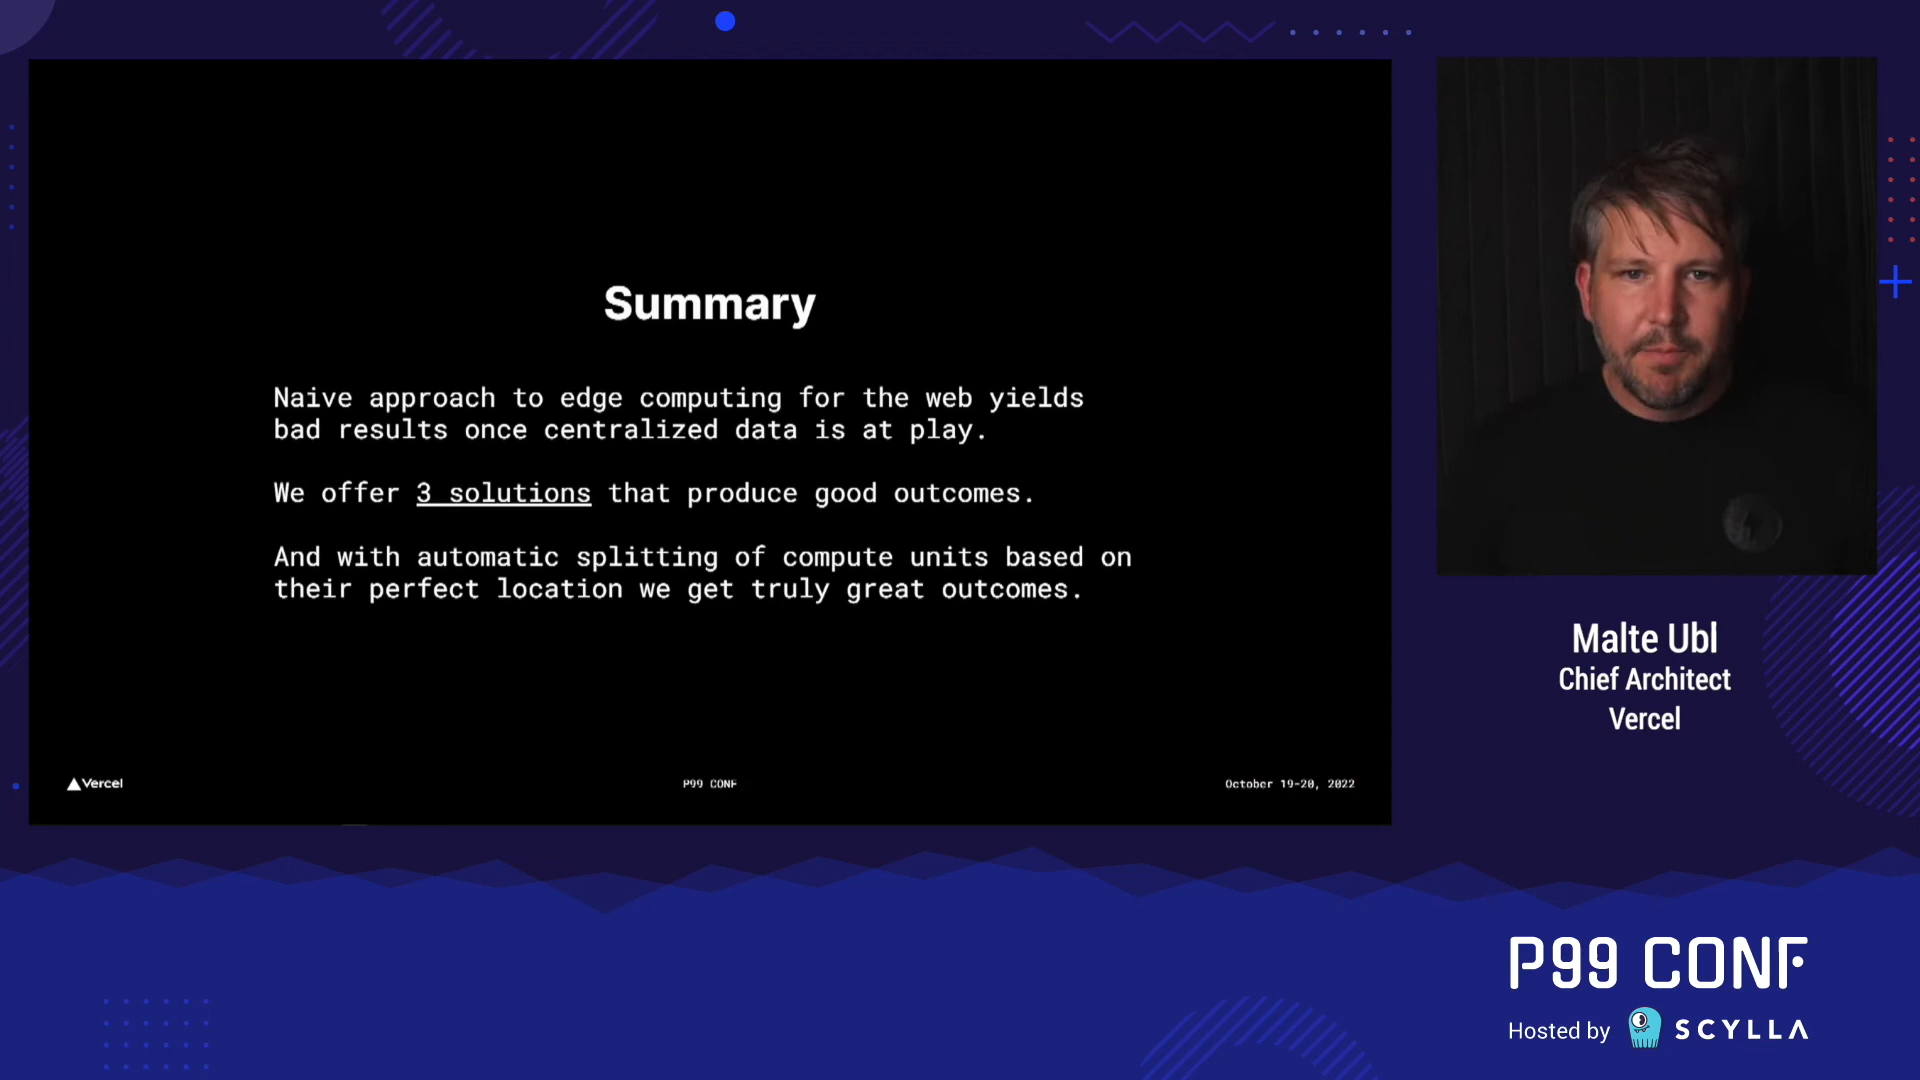 Summary
Naive approach to edge computing for the web yields
bad results once centralized data is at play.
We offer 3 solutions that produce good outcomes.
And with automatic splitting of compute units based on
their perfect location we get truly great outcomes.
Vercel
P99 CONF
October 19-20, 2022
Malte Ubl
Chief Architect
Vercel
P99 CONF
Hosted by SCYLLA